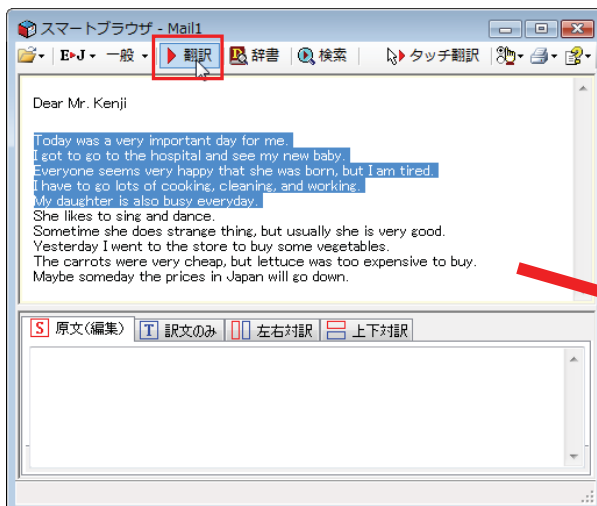 スマートブラウザ - Mail1
E▸J 一般 翻訳 辞書 検索 タッチ翻訳
Dear Mr. Kenji
Today was a very important day for me.
I got to go to the hospital and see my new baby.
Everyone seems very happy that she was born, but I am tired.
I have to go lots of cooking, cleaning, and working.
My daughter is also busy everyday.
She likes to sing and dance.
Sometime she does strange thing, but usually she is very good.
Yesterday I went to the store to buy some vegetables.
The carrots were very cheap, but lettuce was too expensive to buy.
Maybe someday the prices in Japan will go down.
S 原文(編集) T 訳文のみ 左右対訳 上下対訳